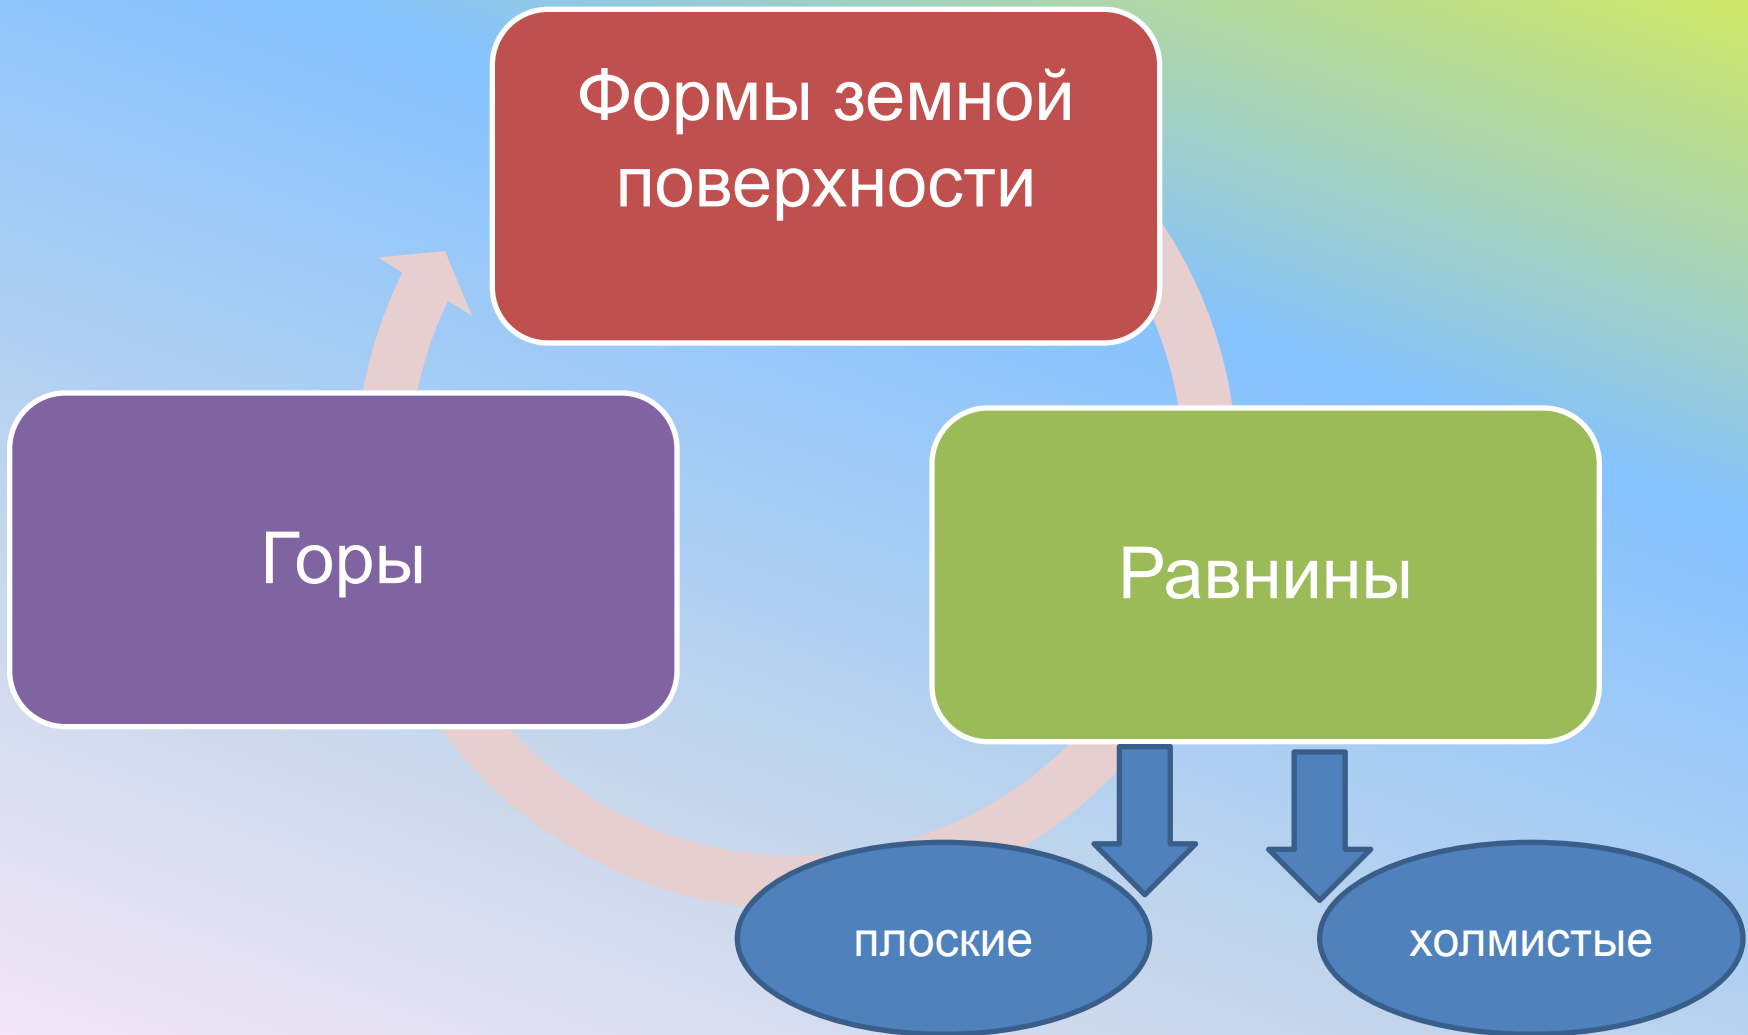 Формы земной
поверхности
Горы
Равнины
плоские
холмистые